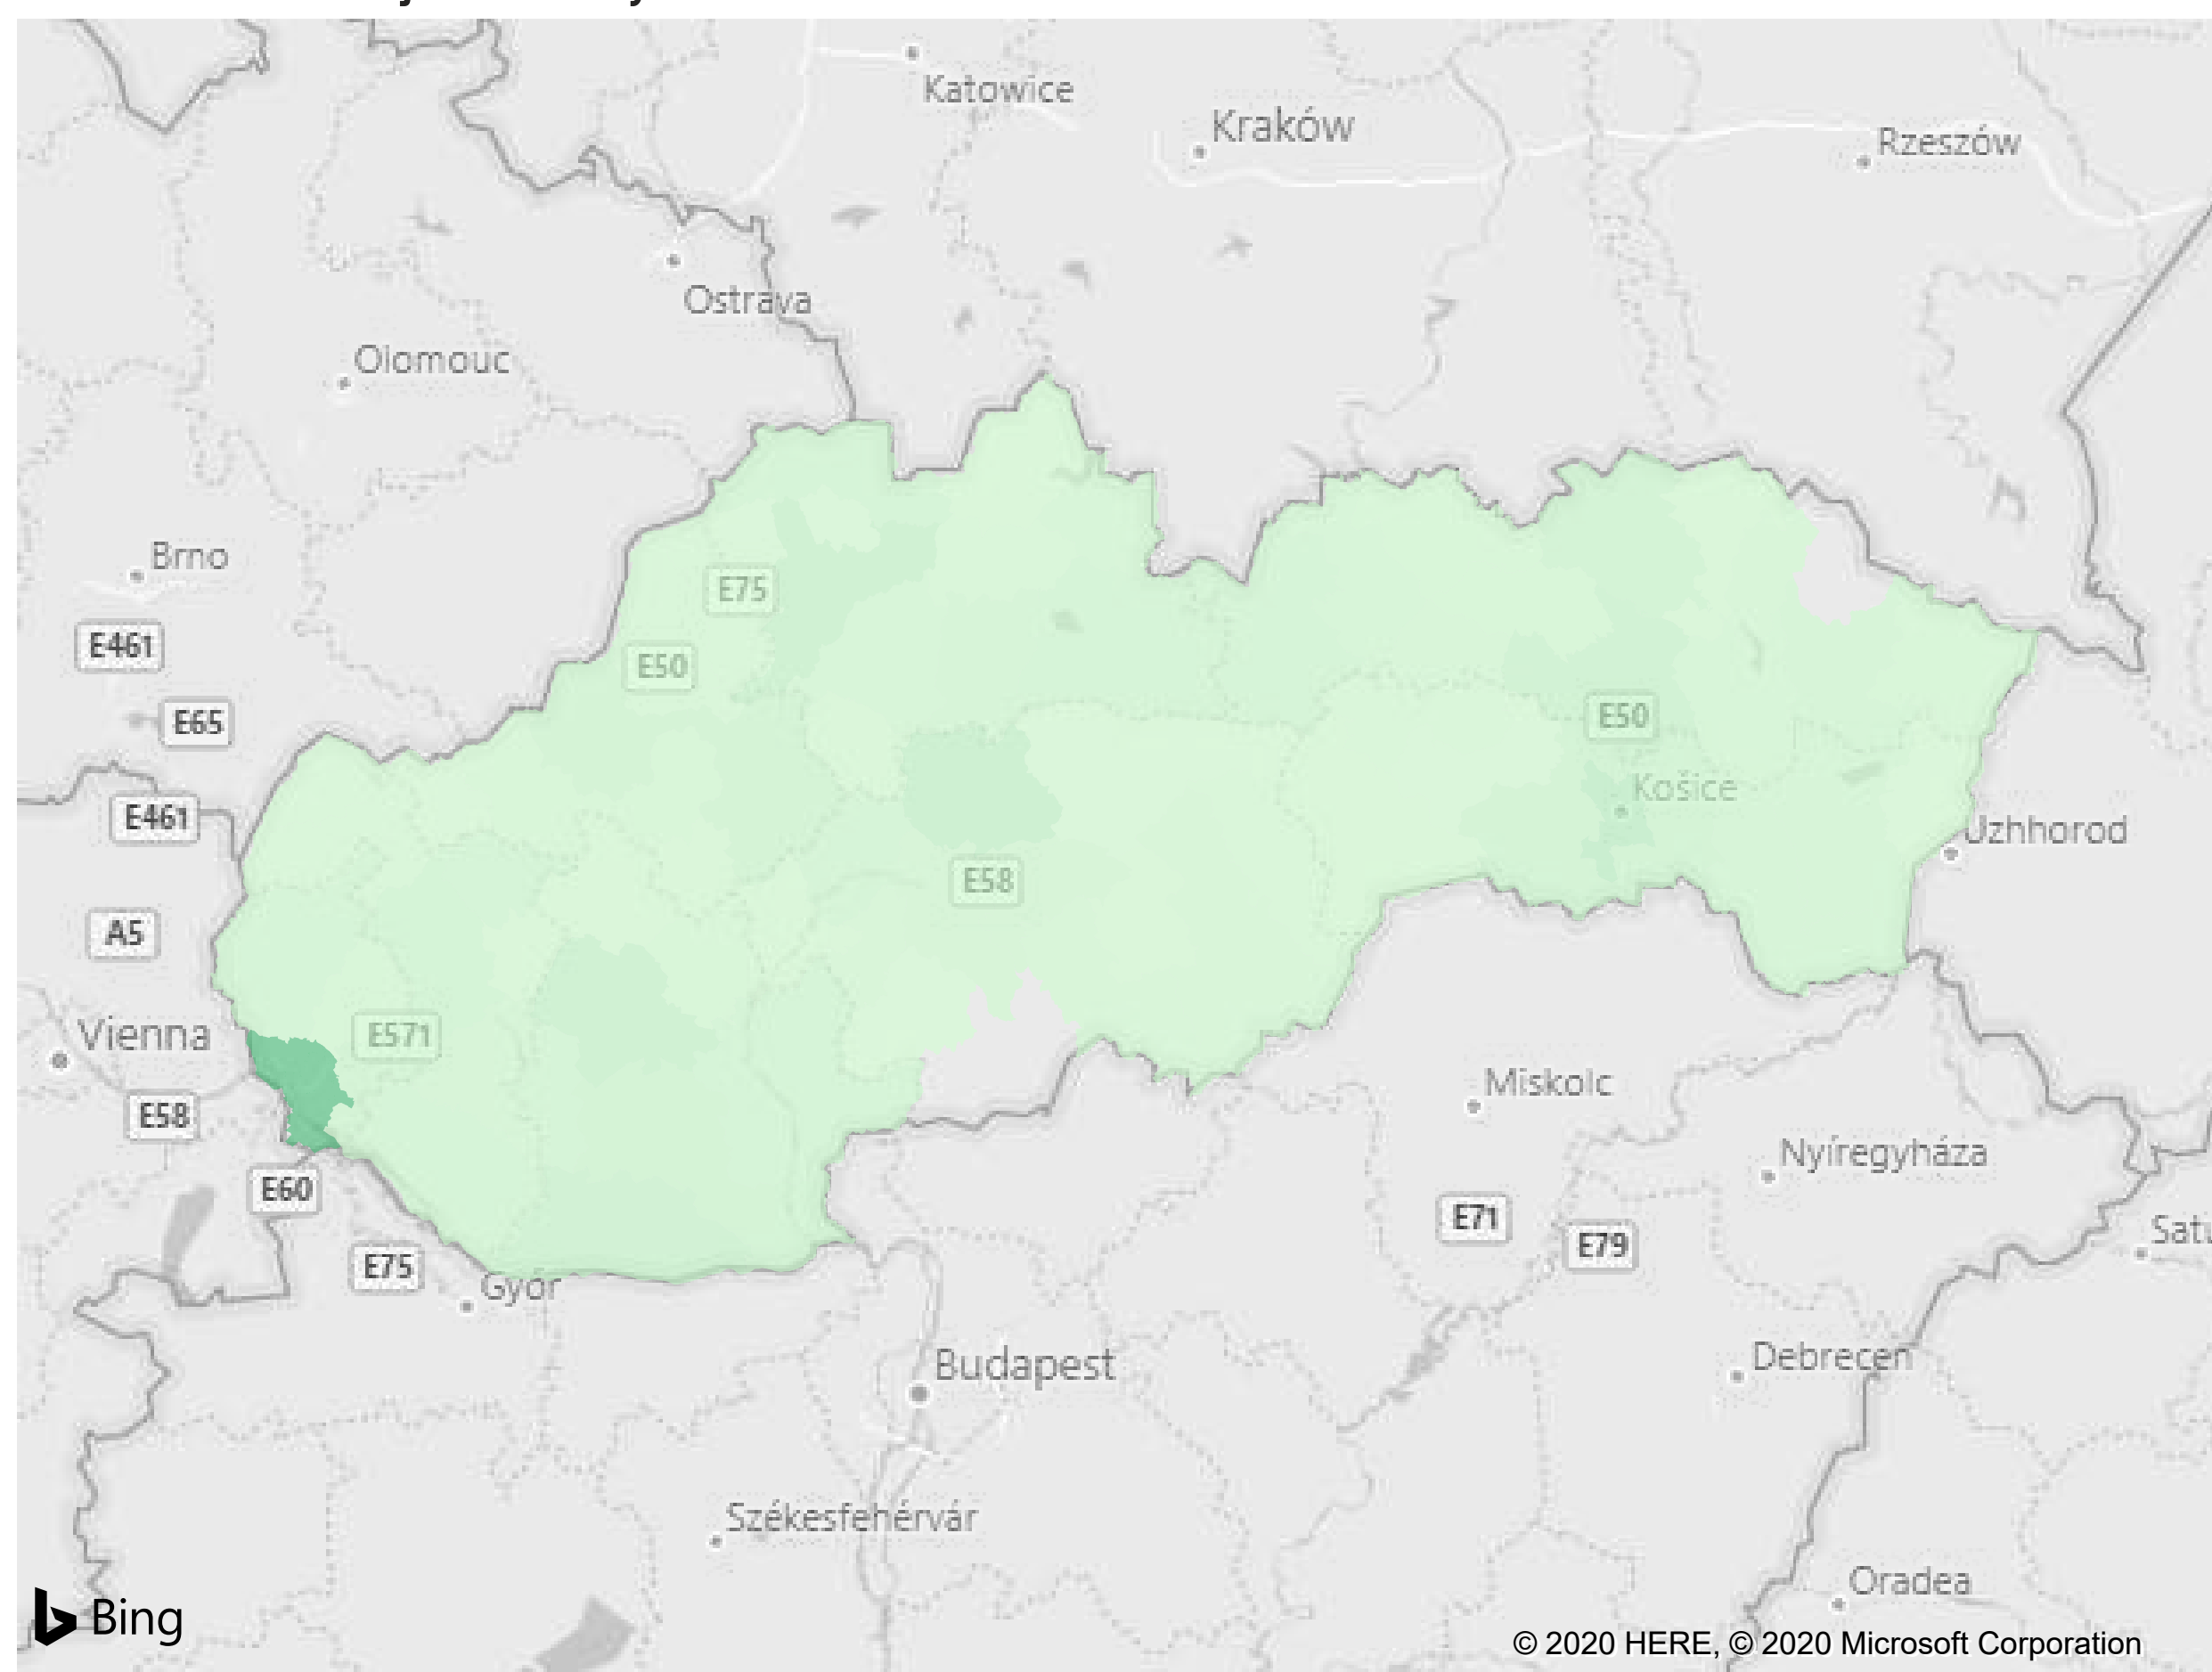 Katowice
Kraków
Rzeszów
Ostrava
Olomouc
Brno
E75
E461
E50
E65
E50
Košice
E461
Uzhhorod
E58
A5
Vienna
E571
Miskolc
E58
Nyíregyháza
E60
E71
E79
E75
Győr
Debrecen
Budapest
Székesfehérvár
Oradea
Bing
© 2020 HERE, © 2020 Microsoft Corporation